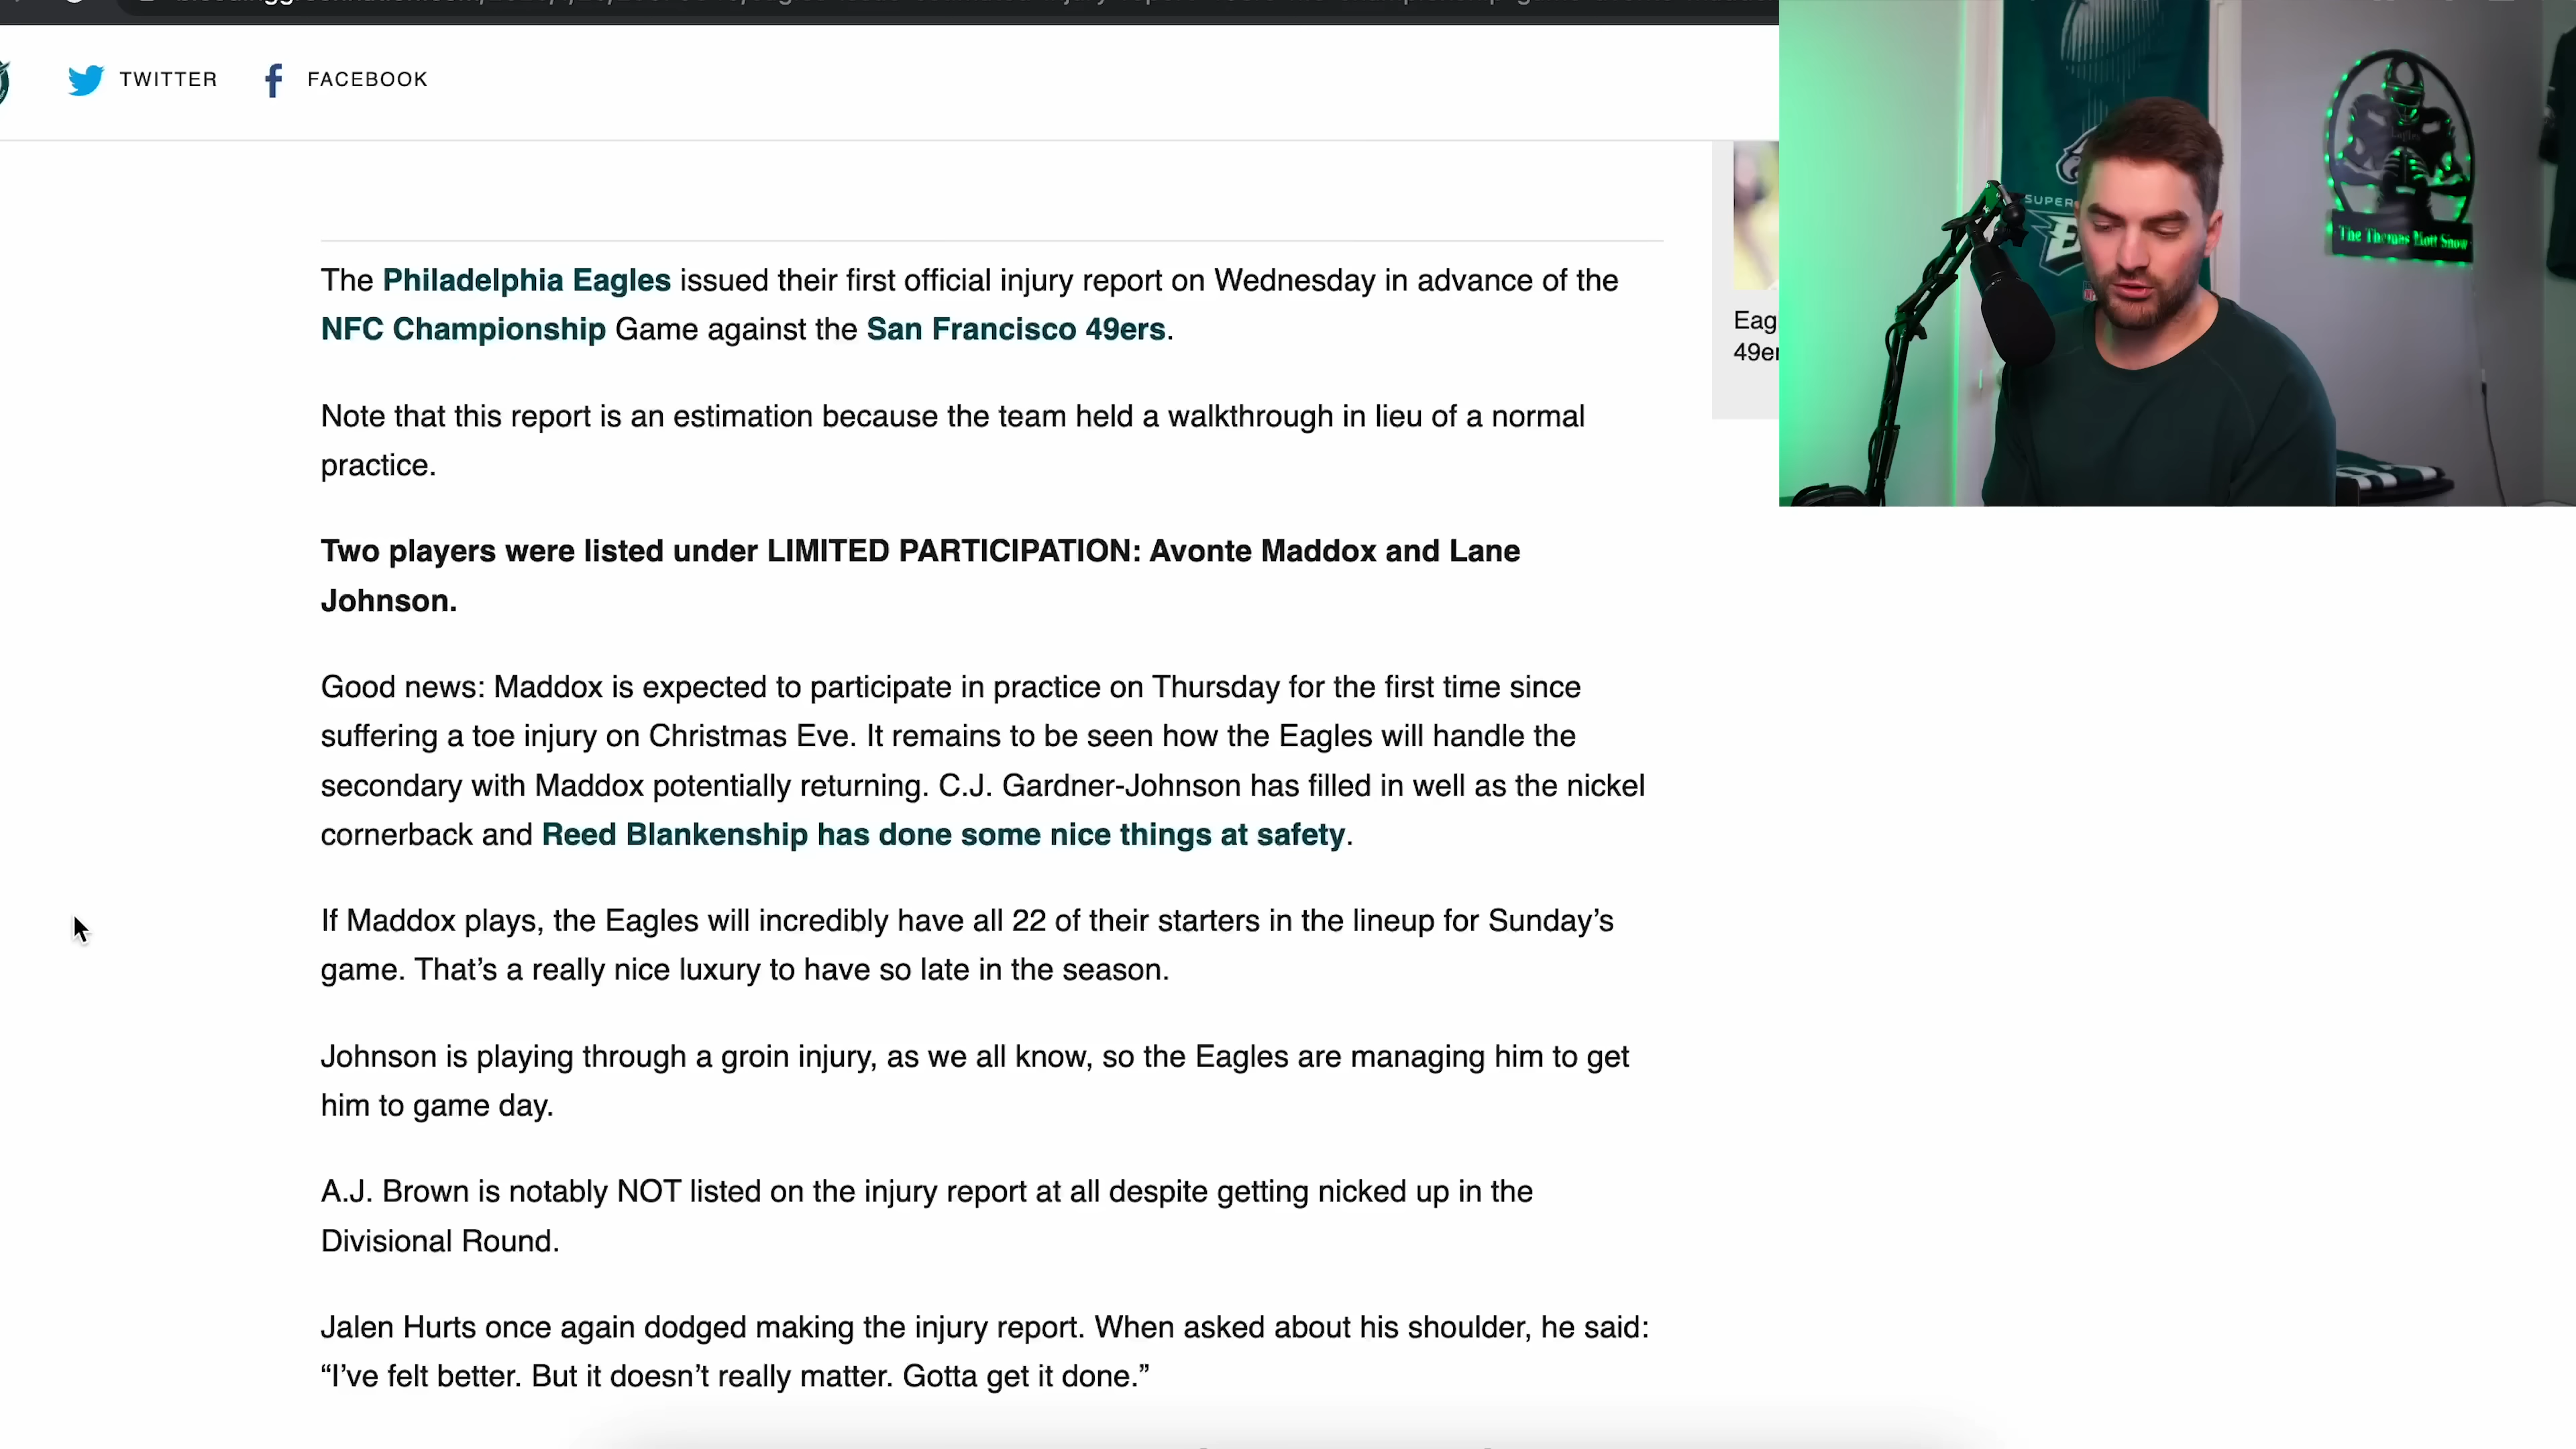 TWITTER FACEBOOK
The Philadelphia Eagles issued their first official injury report on Wednesday in advance of the
NFC Championship Game against the San Francisco 49ers.
Note that this report is an estimation because the team held a walkthrough in lieu of a normal
practice.
Two players were listed under LIMITED PARTICIPATION: Avonte Maddox and Lane
Johnson.
Good news: Maddox is expected to participate in practice on Thursday for the first time since
suffering a toe injury on Christmas Eve. It remains to be seen how the Eagles will handle the
secondary with Maddox potentially returning. C.J. Gardner-Johnson has filled in well as the nickel
cornerback and Reed Blankenship has done some nice things at safety.
If Maddox plays, the Eagles will incredibly have all 22 of their starters in the lineup for Sunday’s
game. That’s a really nice luxury to have so late in the season.
Johnson is playing through a groin injury, as we all know, so the Eagles are managing him to get
him to game day.
A.J. Brown is notably NOT listed on the injury report at all despite getting nicked up in the
Divisional Round.
Jalen Hurts once again dodged making the injury report. When asked about his shoulder, he said:
“I’ve felt better. But it doesn’t really matter. Gotta get it done.”
Eag
49er
SUPER
The Thomas Mott Show